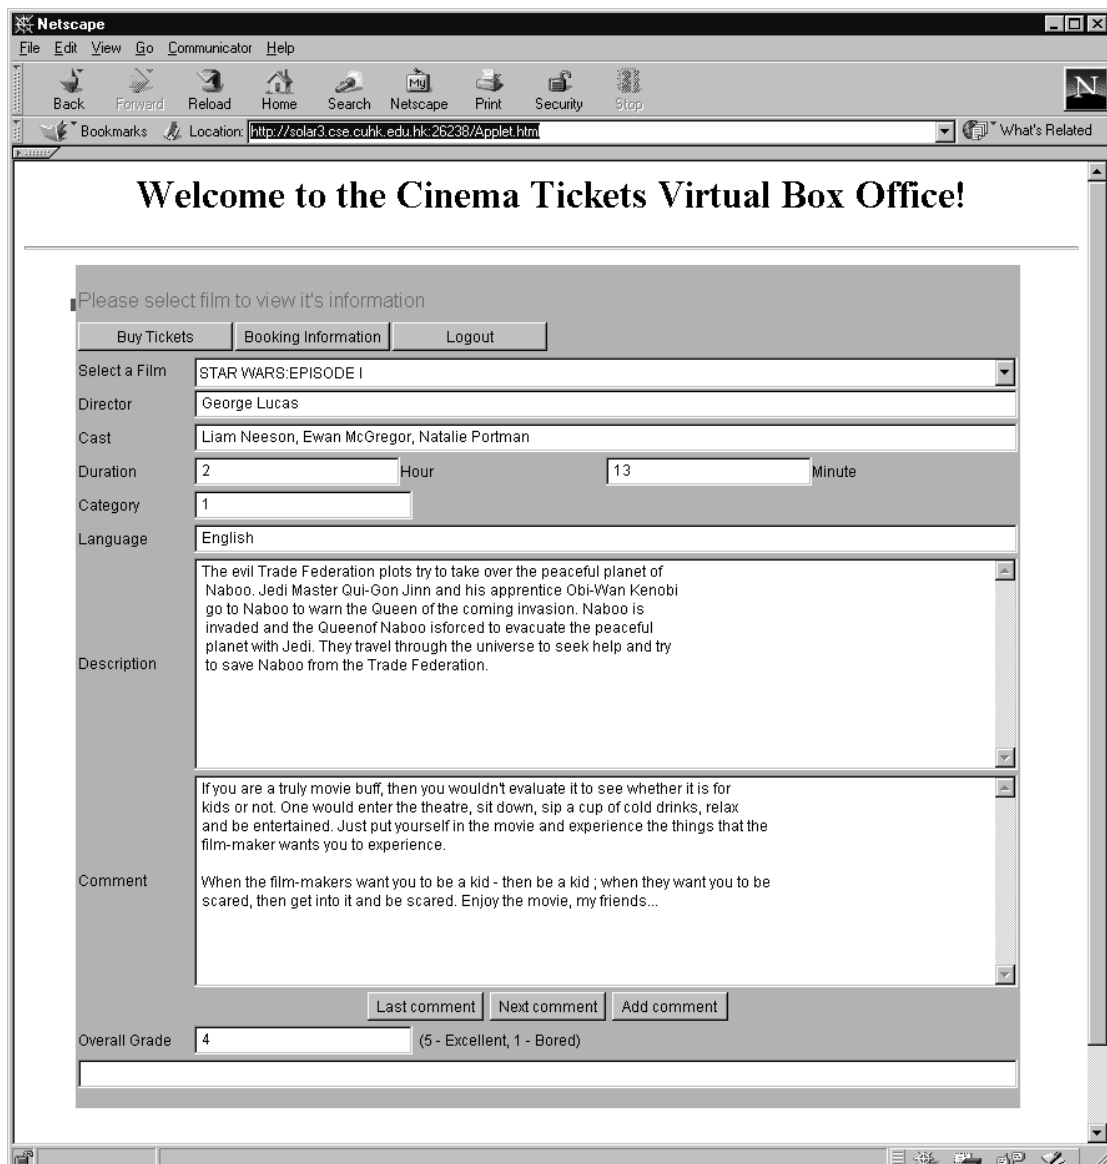 Netscape
File Edit View Go Communicator Help
Back Forward Reload Home Search Netscape Print Security Stop
Bookmarks Location: http://solar3.cse.cuhk.edu.hk:26238/Applet.htm What's Related
Welcome to the Cinema Tickets Virtual Box Office!
Please select film to view it's information
Buy Tickets Booking Information Logout
Select a Film STAR WARS:EPISODE I
Director George Lucas
Cast Liam Neeson, Ewan McGregor, Natalie Portman
Duration 2 Hour 13 Minute
Category 1
Language English
Description
The evil Trade Federation plots try to take over the peaceful planet of
Naboo. Jedi Master Qui-Gon Jinn and his apprentice Obi-Wan Kenobi
go to Naboo to warn the Queen of the coming invasion. Naboo is
invaded and the Queenof Naboo isforced to evacuate the peaceful
planet with Jedi. They travel through the universe to seek help and try
to save Naboo from the Trade Federation.
Comment
If you are a truly movie buff, then you wouldn't evaluate it to see whether it is for
kids or not. One would enter the theatre, sit down, sip a cup of cold drinks, relax
and be entertained. Just put yourself in the movie and experience the things that the
film-maker wants you to experience.
When the film-makers want you to be a kid - then be a kid ; when they want you to be
scared, then get into it and be scared. Enjoy the movie, my friends...
Last comment Next comment Add comment
Overall Grade 4 (5 - Excellent, 1 - Bored)